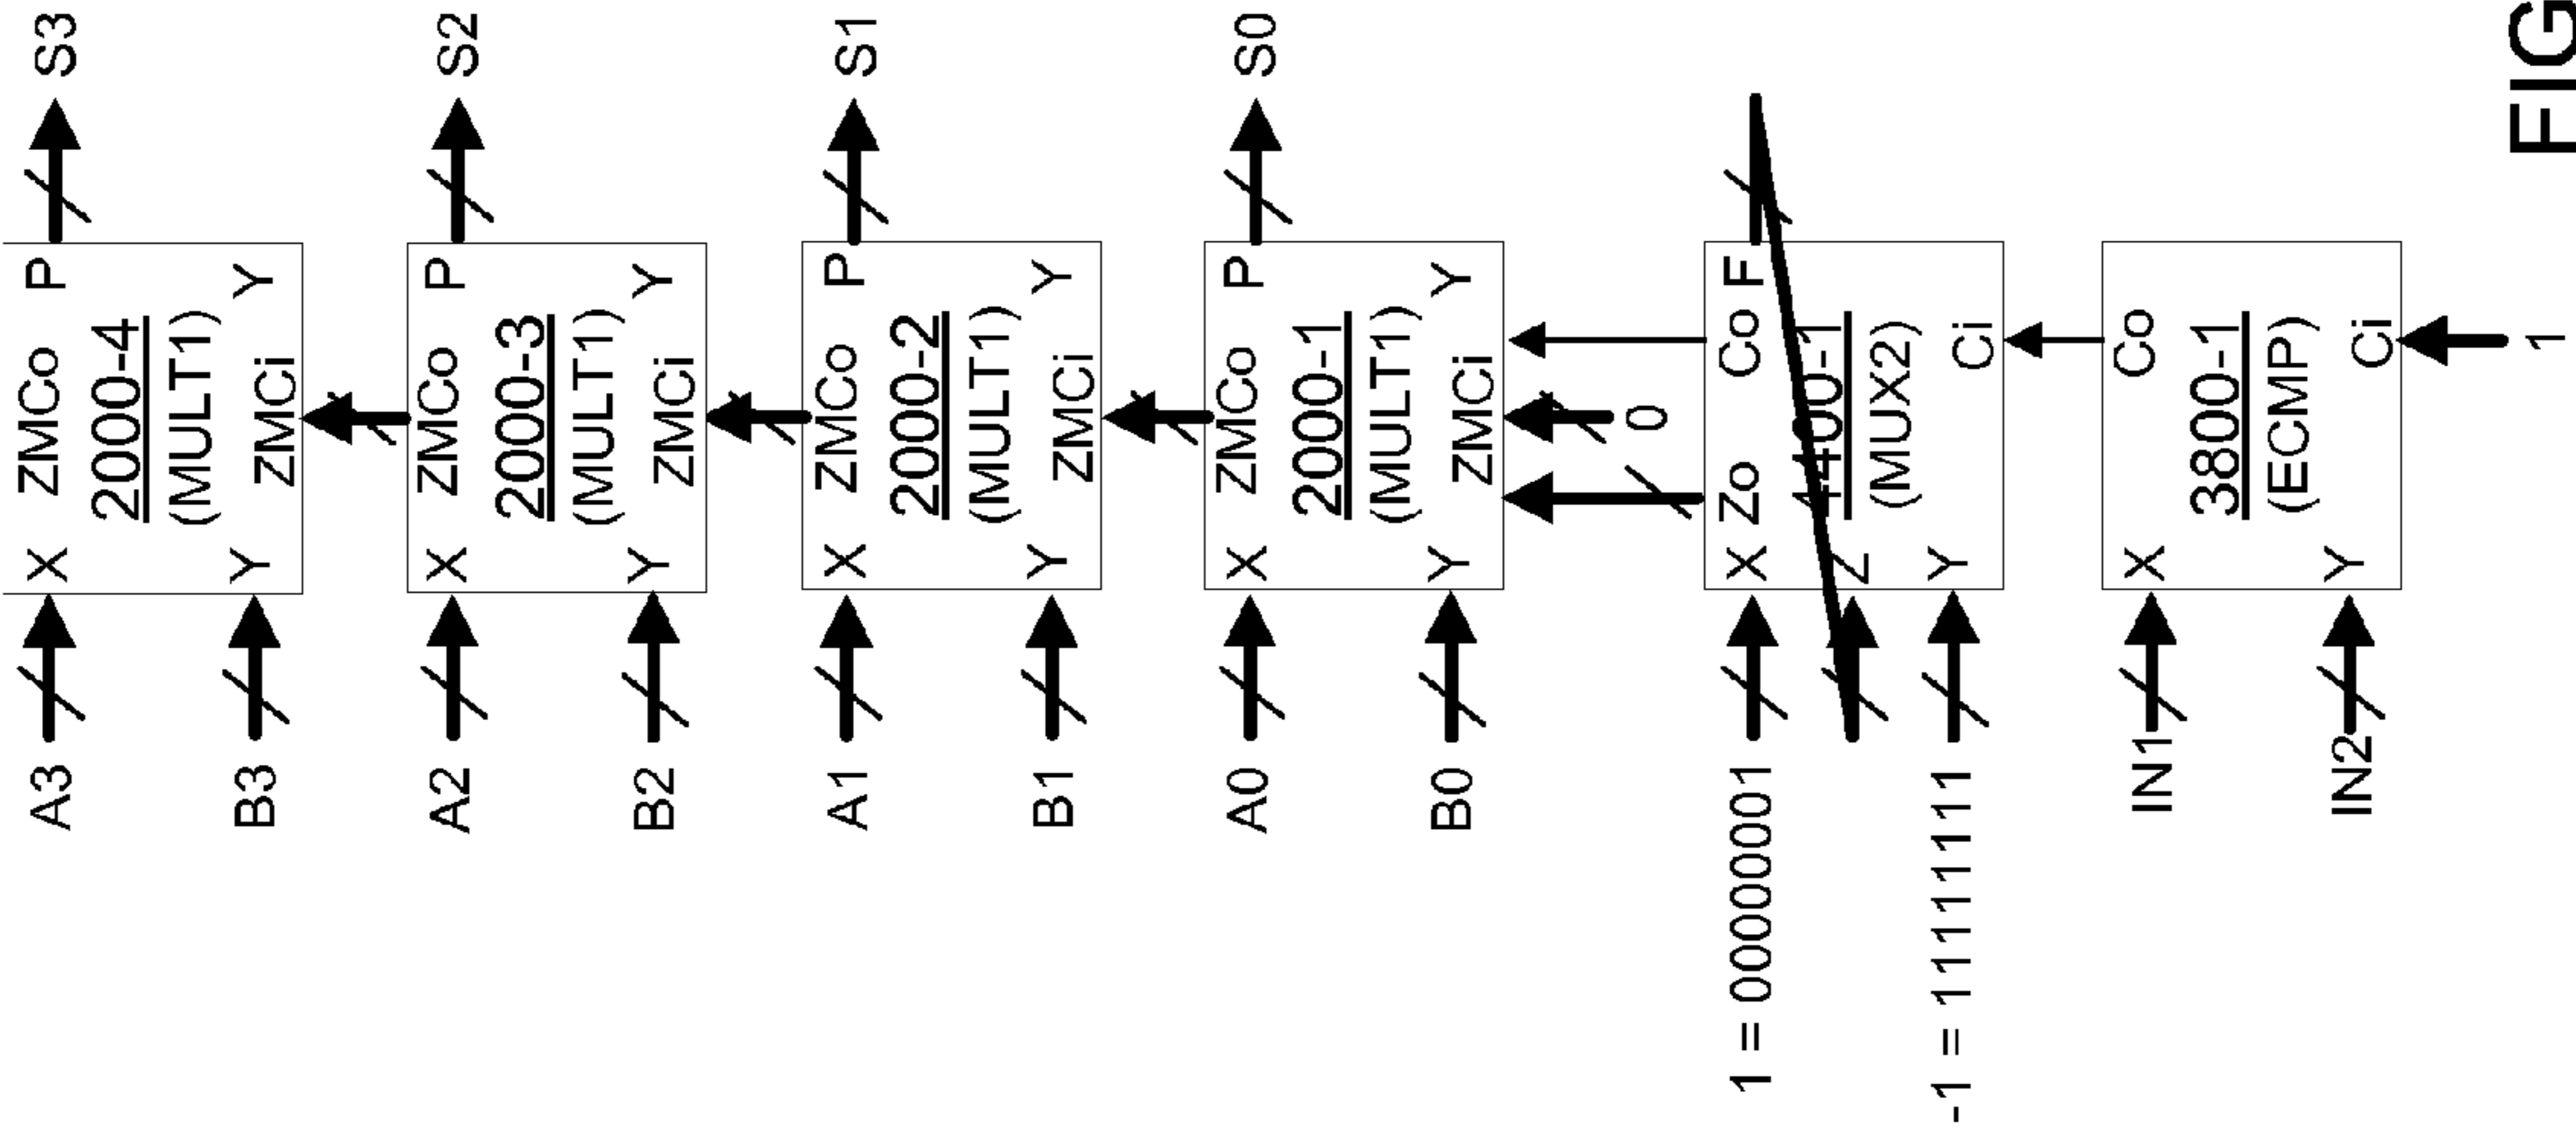 S3
S2
S1
S0
P
ZMCo
X
2000-4
(MULT1)
Y
ZMCi
Y
P
ZMCo
X
2000-3
(MULT1)
Y
ZMCi
Y
P
ZMCo
X
2000-2
(MULT1)
Y
ZMCi
Y
P
ZMCo
X
2000-1
(MULT1)
Y
ZMCi
Y
0
F
Co
Zo
X
4400-1
Z
(MUX2)
Ci
Y
Co
X
3800-1
(ECMP)
Ci
Y
1
A3
B3
A2
B2
A1
B1
A0
B0
1 = 00000001
-1 = 11111111
IN1
IN2
FIG